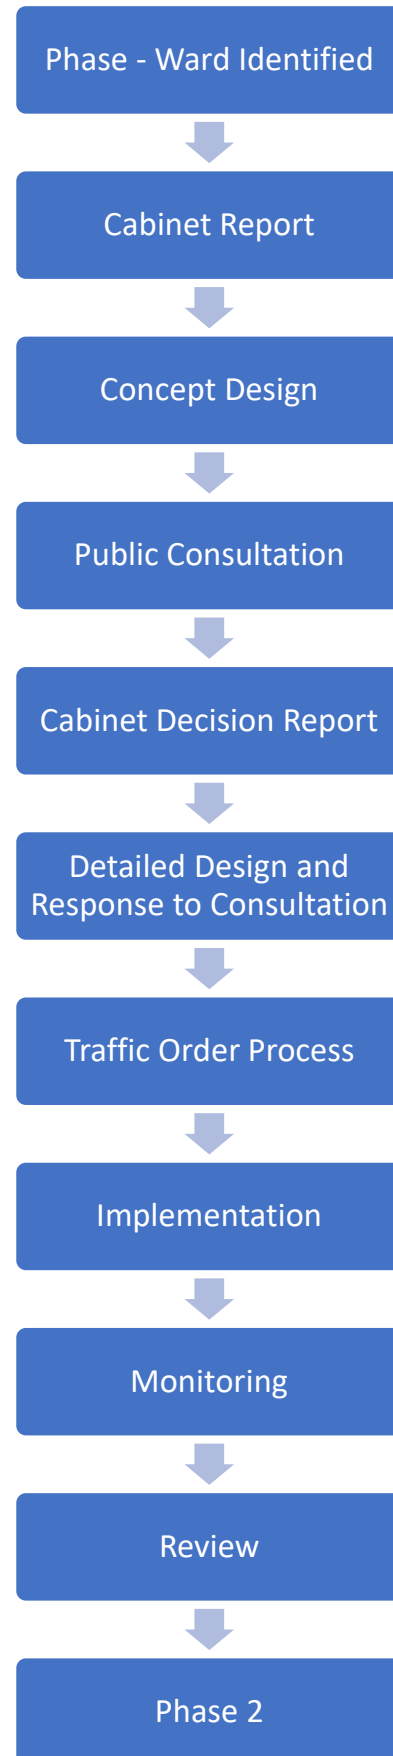 Phase - Ward Identified
Cabinet Report
Concept Design
Public Consultation
Cabinet Decision Report
Detailed Design and
Response to Consultation
Traffic Order Process
Implementation
Monitoring
Review
Phase 2